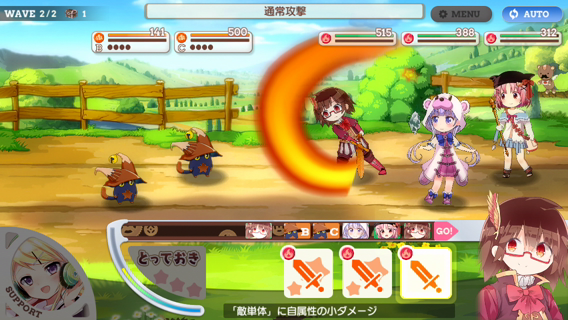 WAVE 2/2 1
通常攻撃
MENU
AUTO
141
B
500
C
515
388
312
B C GO!
とっておき
SUPPORT
「敵単体」に自属性の小ダメージ